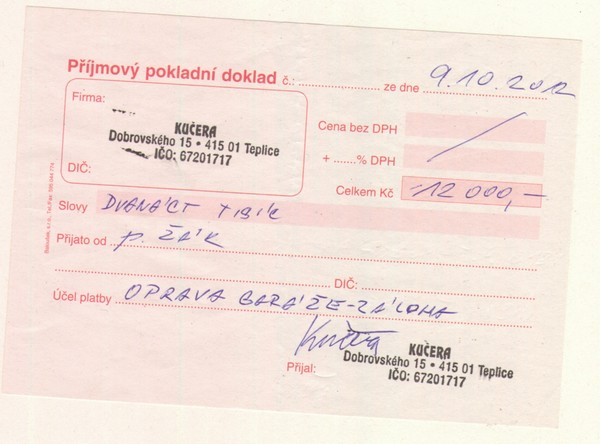 Příjmový pokladní doklad č.: ze dne 9.10.2012
Firma:
KUČERA
Dobrovského 15 • 415 01 Teplice
IČO: 67201717
DIČ:
Cena bez DPH
+ .......% DPH
Celkem Kč 12 000,-
Slovy DVANÁCT TISÍC
Přijato od P. ŽÁK
DIČ:
Účel platby OPRAVA GARÁŽE-ZÁLOHA
Kučera
KUČERA
Dobrovského 15 • 415 01 Teplice
IČO: 67201717
Přijal: